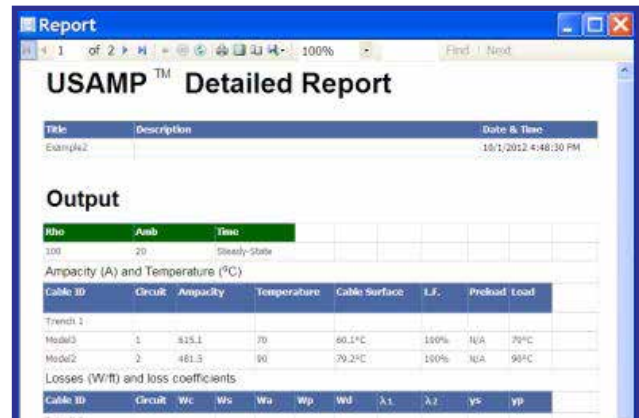 Report
1 of 2 100% Find | Next
USAMP TM Detailed Report
Title Description Date & Time
Example2 10/1/2012 4:48:30 PM
Output
Rho Amb Time
100 20 Steady-State
Ampacity (A) and Temperature (°C)
Cable ID Circuit Ampacity Temperature Cable Surface L.F. Preload Load
Trench 1
Model3 1 615.1 70 60.1°C 100% N/A 70°C
Model2 2 481.5 90 79.2°C 100% N/A 90°C
Losses (W/ft) and loss coefficients
Cable ID Circuit Wc Ws Wa Wp Wd λ1 λ2 ys yp